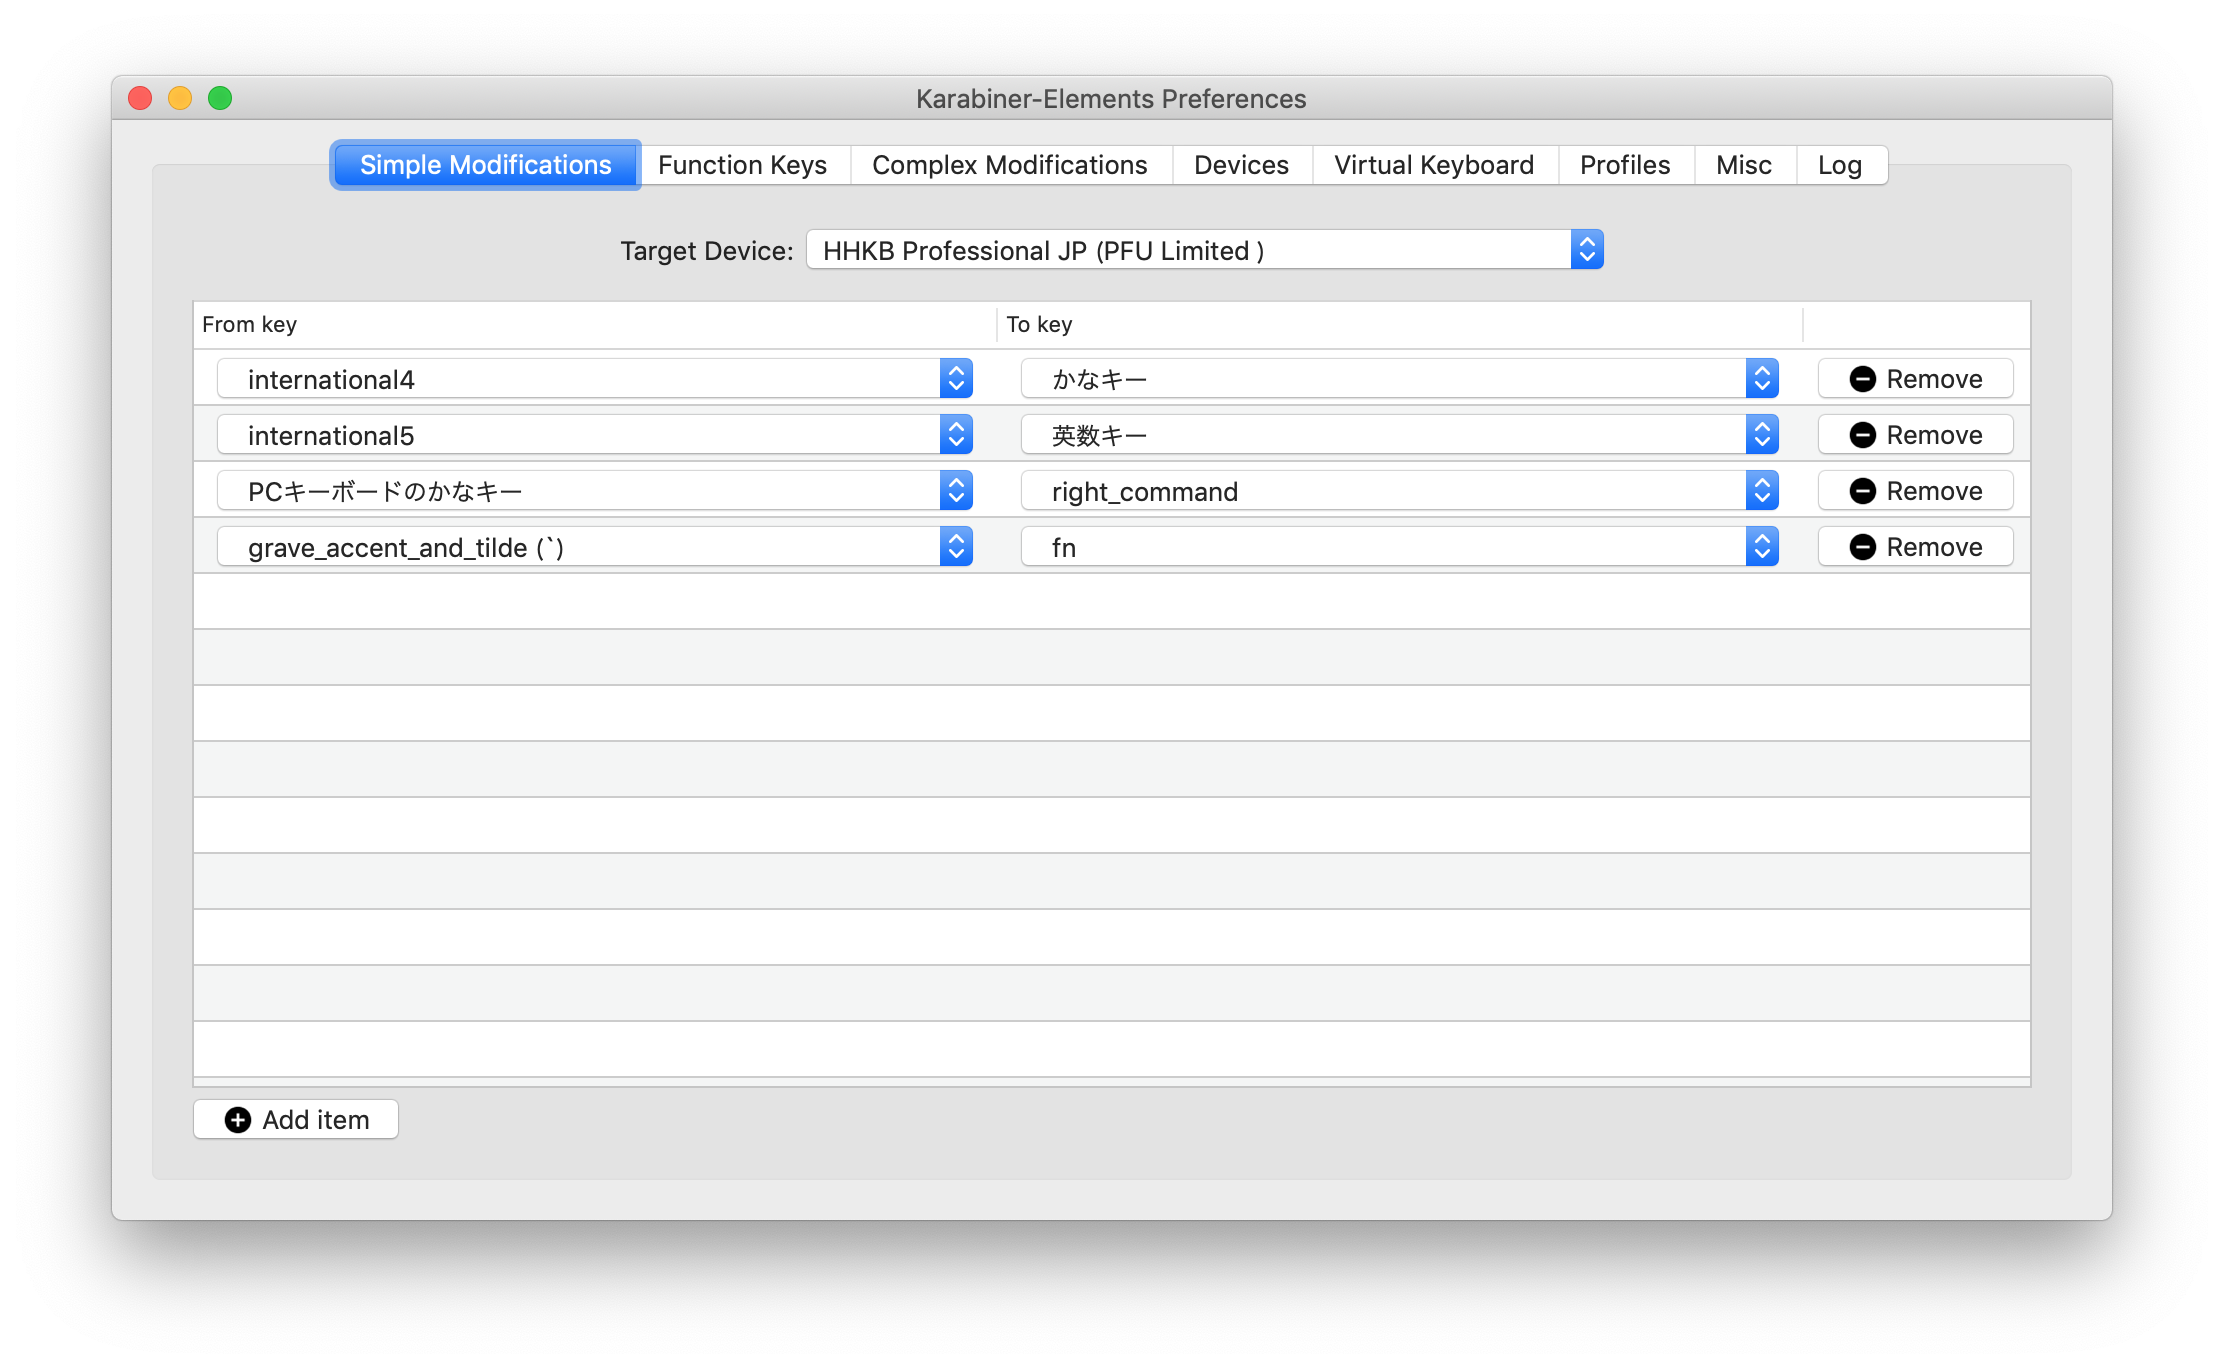 Karabiner-Elements Preferences
Simple Modifications Function Keys Complex Modifications Devices Virtual Keyboard Profiles Misc Log
Target Device: HHKB Professional JP (PFU Limited )
From key To key
international4 かなキー Remove
international5 英数キー Remove
PCキーボードのかなキー right_command Remove
grave_accent_and_tilde (`) fn Remove
Add item